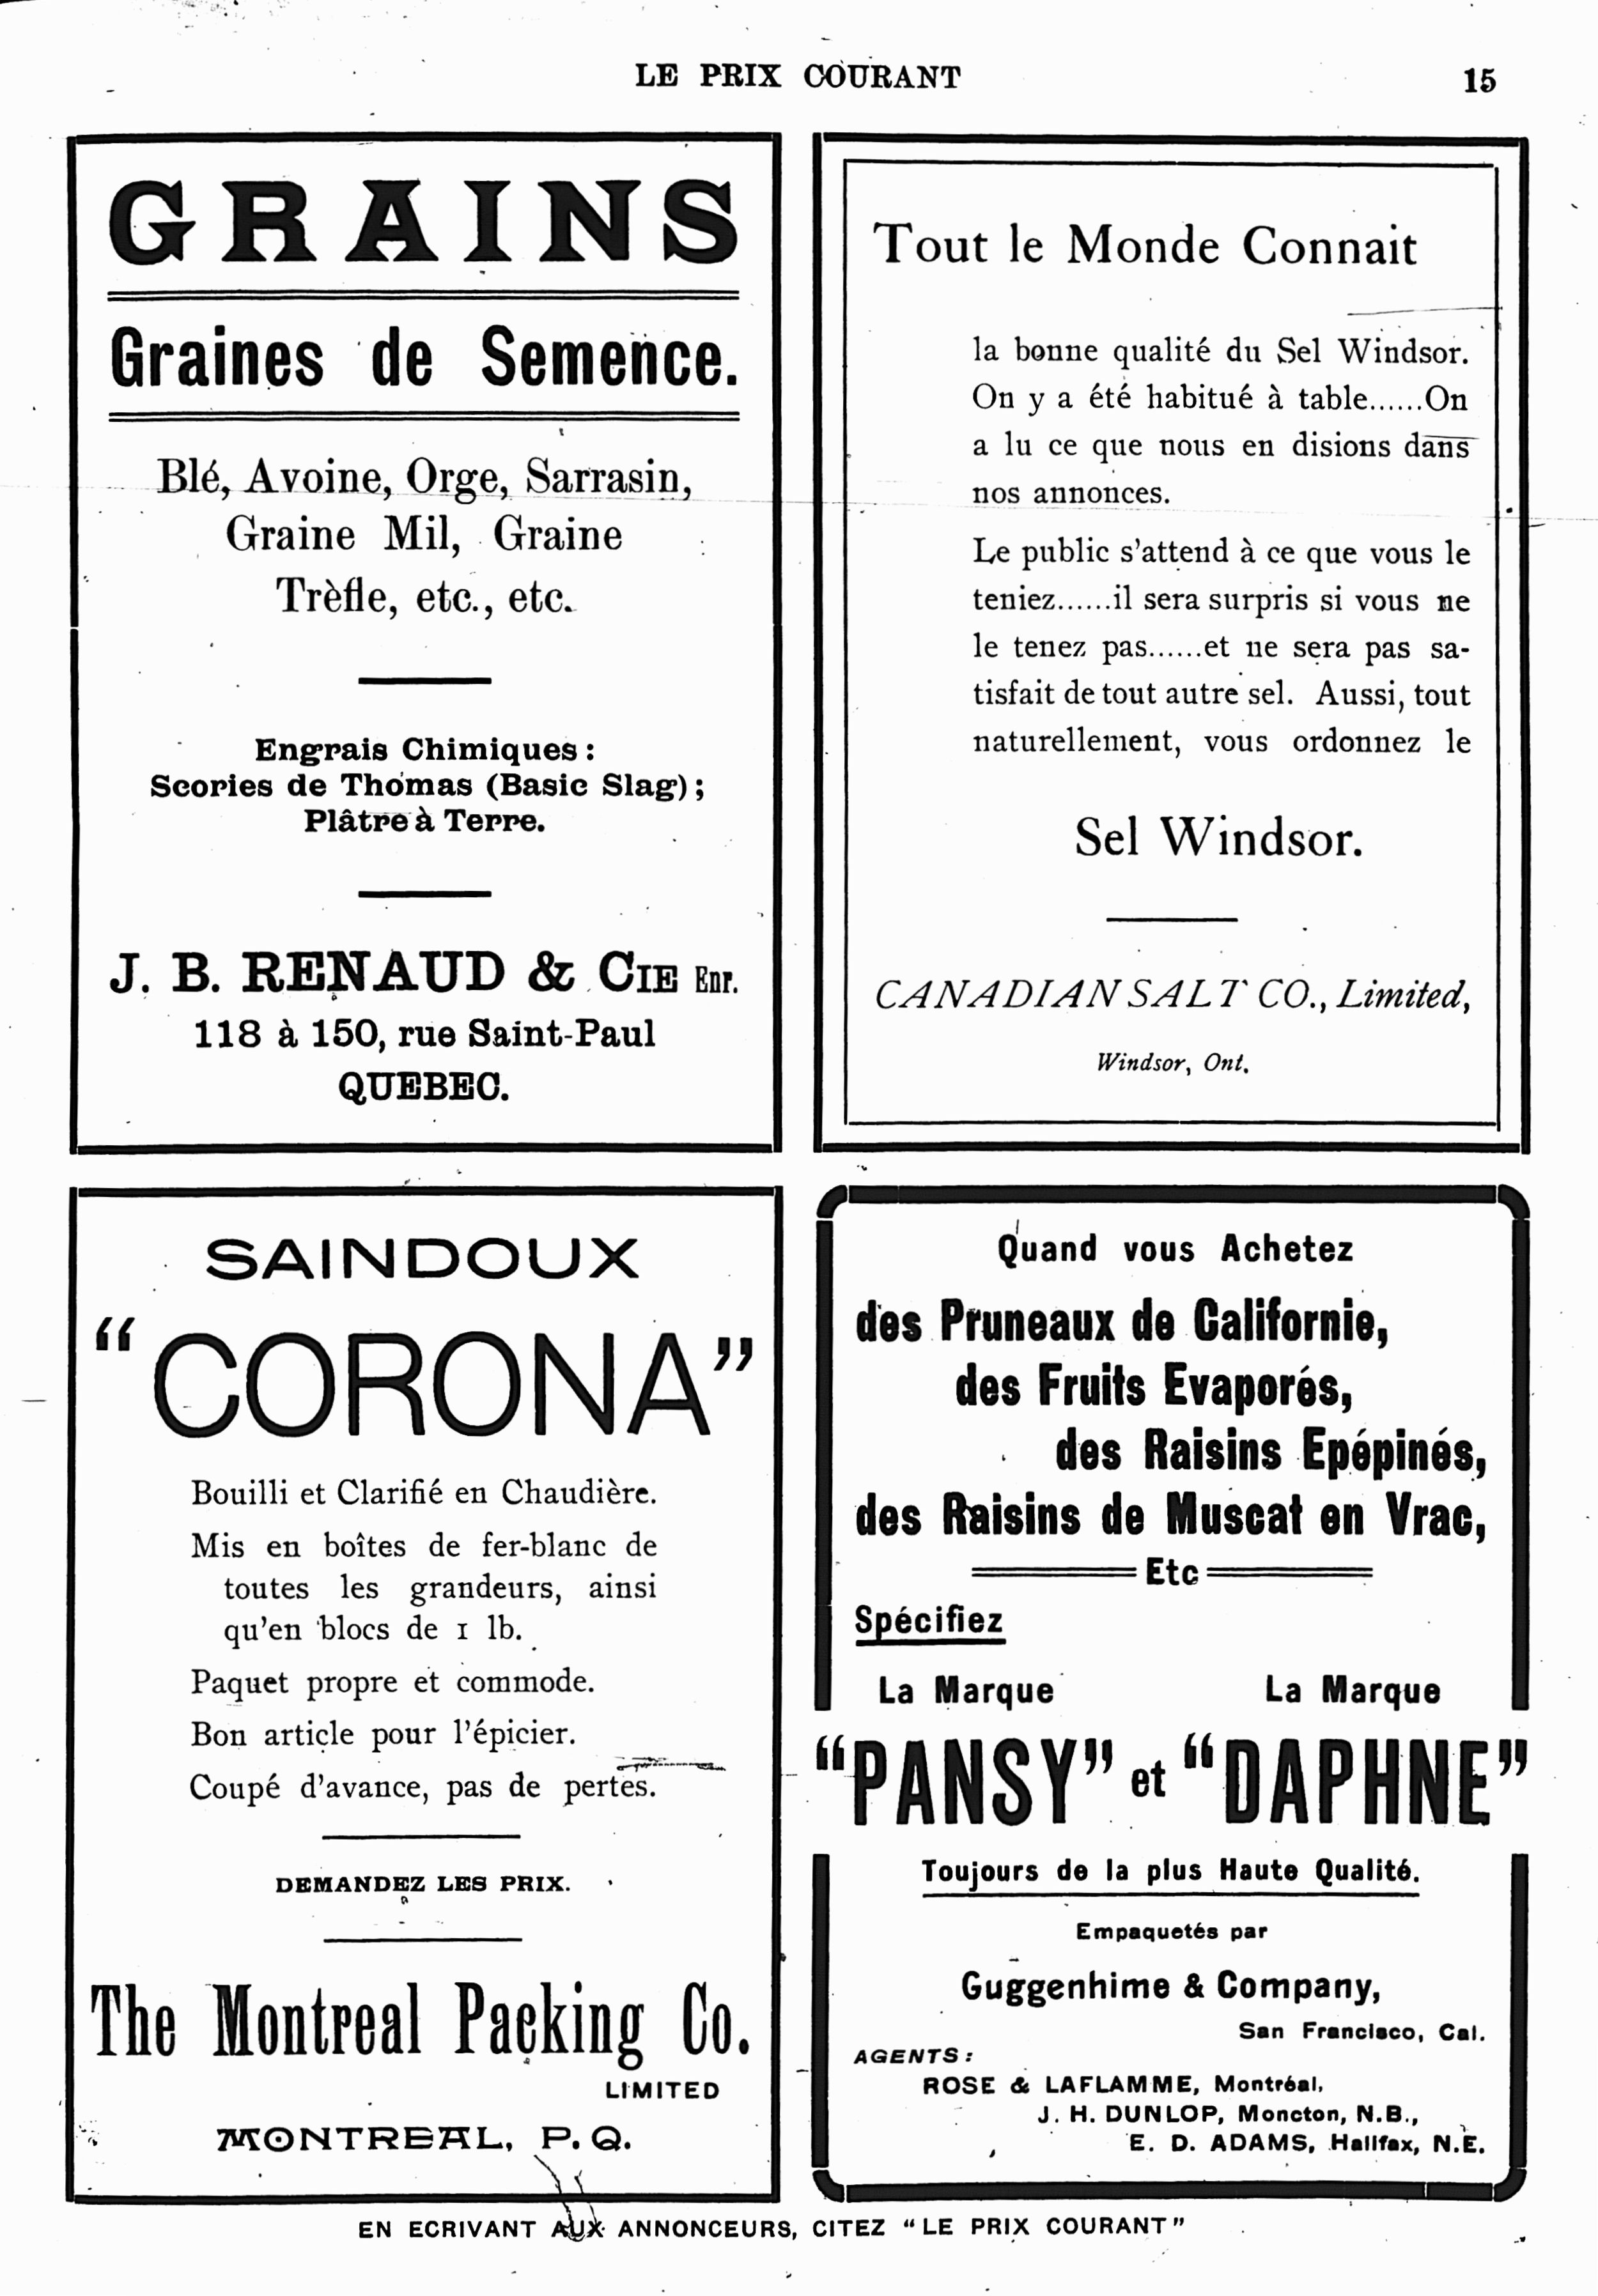 LE PRIX COURANT
15
GRAINS
Graines de Semence.
Blé, Avoine, Orge, Sarrasin,
Graine Mil, Graine
Trèfle, etc., etc.
Engrais Chimiques :
Scories de Thomas (Basic Slag) ;
Plâtre à Terre.
J. B. RENAUD & CIE Enr.
118 à 150, rue Saint-Paul
QUEBEC.
Tout le Monde Connait
la bonne qualité du Sel Windsor.
On y a été habitué à table......On
a lu ce que nous en disions dans
nos annonces.
Le public s'attend à ce que vous le
teniez......il sera surpris si vous ne
le tenez pas......et ne sera pas sa-
tisfait de tout autre sel. Aussi, tout
naturellement, vous ordonnez le
Sel Windsor.
CANADIAN SALT CO., Limited,
Windsor, Ont.
SAINDOUX
“CORONA”
Bouilli et Clarifié en Chaudière.
Mis en boîtes de fer-blanc de
toutes les grandeurs, ainsi
qu'en blocs de 1 lb.
Paquet propre et commode.
Bon article pour l'épicier.
Coupé d'avance, pas de pertes.
DEMANDEZ LES PRIX.
The Montreal Packing Co.
LIMITED
MONTREAL, P. Q.
Quand vous Achetez
des Pruneaux de Californie,
des Fruits Evaporés,
des Raisins Epépinés,
des Raisins de Muscat en Vrac,
Etc
Spécifiez
La Marque La Marque
“PANSY” et “DAPHNE”
Toujours de la plus Haute Qualité.
Empaquetés par
Guggenhime & Company,
San Francisco, Cal.
AGENTS :
ROSE & LAFLAMME, Montréal,
J. H. DUNLOP, Moncton, N.B.,
E. D. ADAMS, Halifax, N.E.
EN ECRIVANT AUX ANNONCEURS, CITEZ “LE PRIX COURANT”